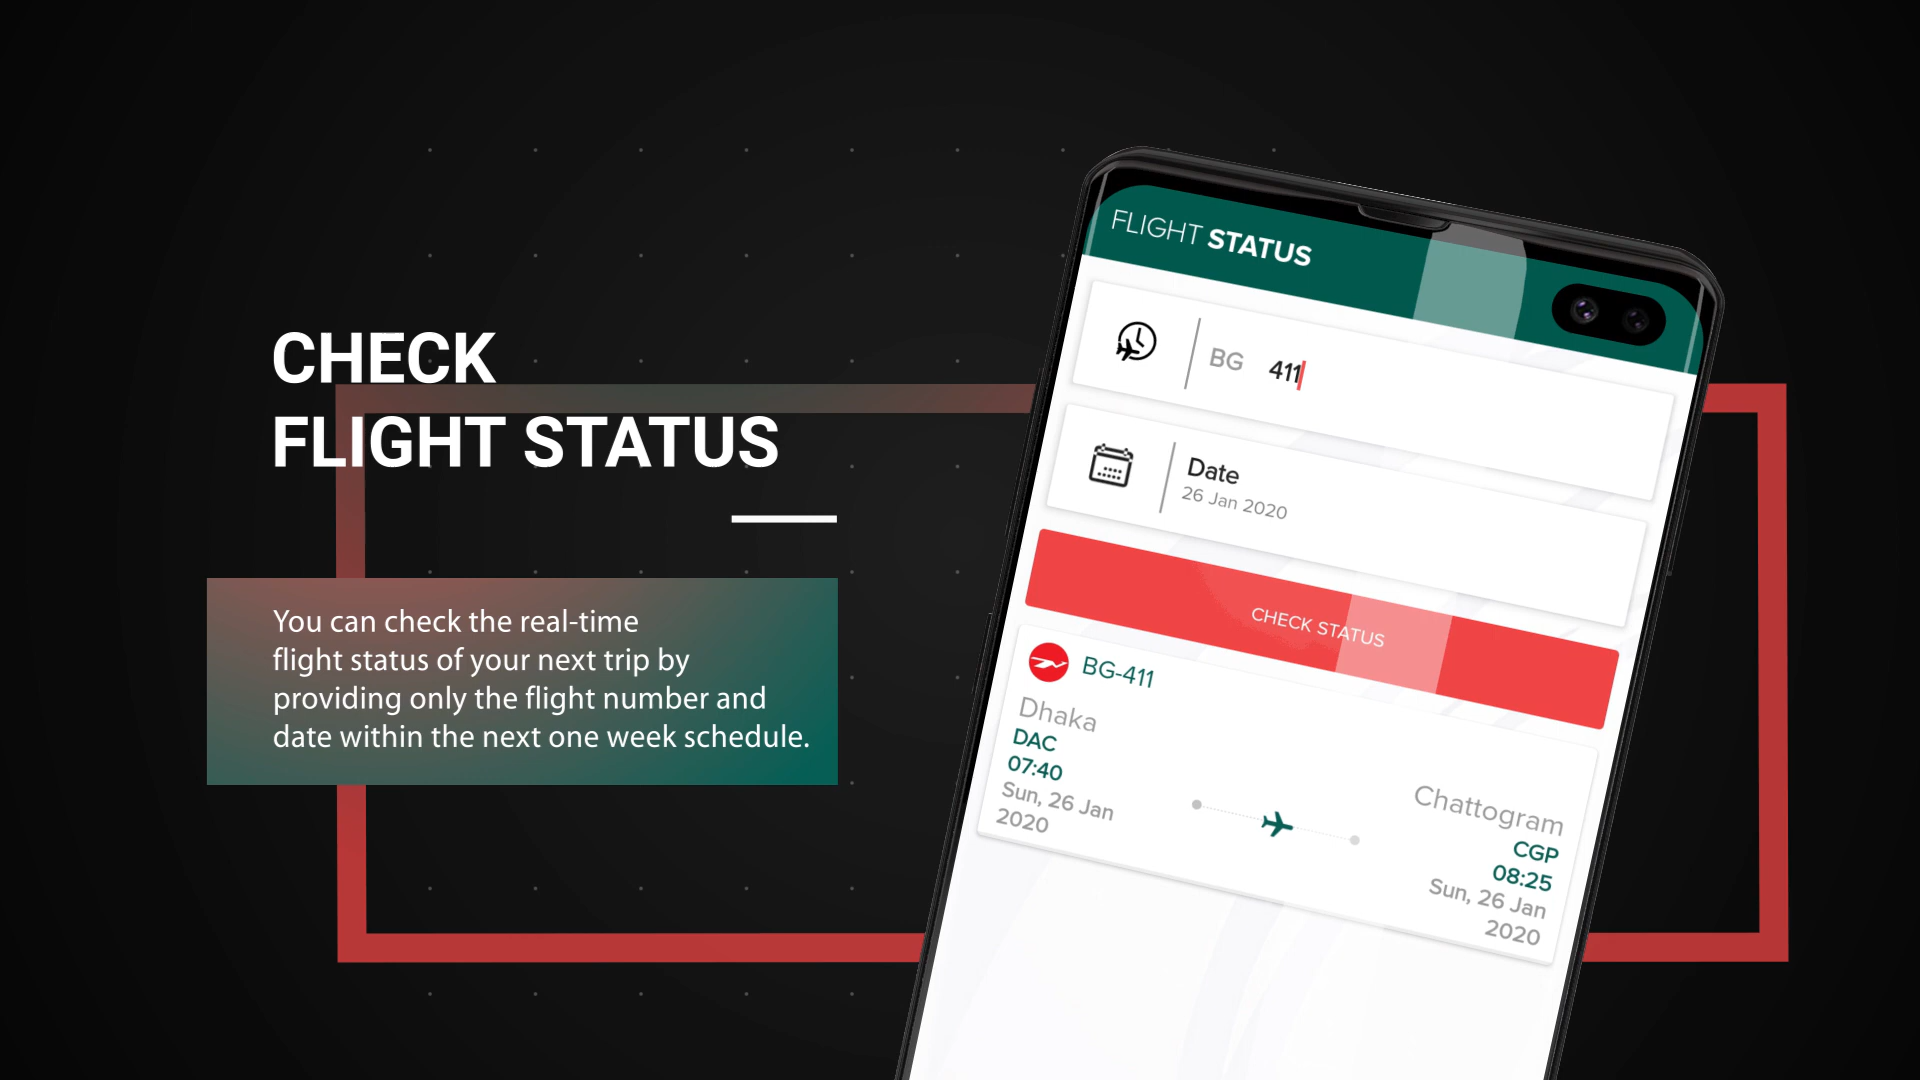 CHECK
FLIGHT STATUS
You can check the real-time
flight status of your next trip by
providing only the flight number and
date within the next one week schedule.
FLIGHT STATUS
BG 411
Date
26 Jan 2020
CHECK STATUS
BG-411
Dhaka
DAC
07:40
Sun, 26 Jan
2020
Chattogram
CGP
08:25
Sun, 26 Jan
2020